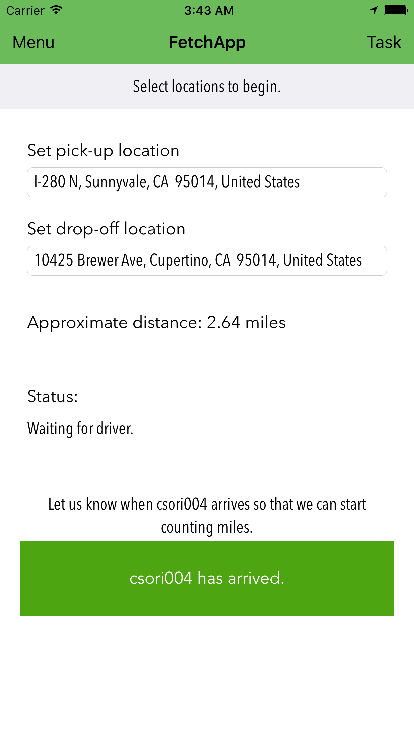 Carrier 3:43 AM
Menu FetchApp Task
Select locations to begin.
Set pick-up location
I-280 N, Sunnyvale, CA  95014, United States
Set drop-off location
10425 Brewer Ave, Cupertino, CA  95014, United States
Approximate distance: 2.64 miles
Status:
Waiting for driver.
Let us know when csori004 arrives so that we can start
counting miles.
csori004 has arrived.